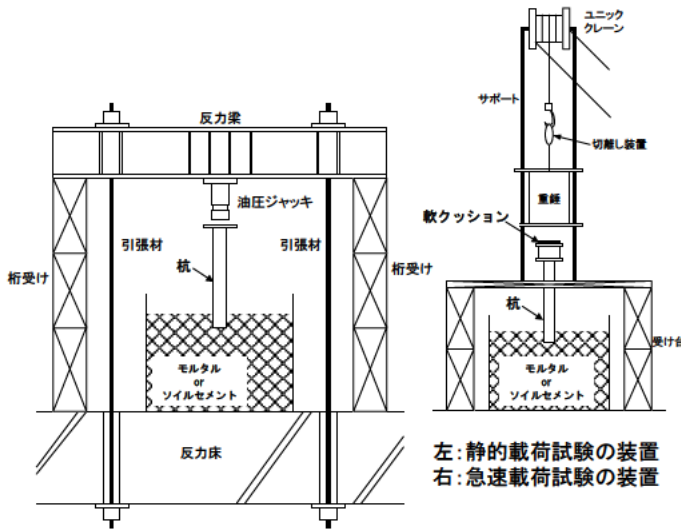 反力梁
油圧ジャッキ
引張材
引張材
杭
桁受け
桁受け
モルタル
or
ソイルセメント
反力床
ユニック
クレーン
サポート
切離し装置
重錘
軟クッション
杭
受け台
モルタル
or
ソイルセメント
左:静的載荷試験の装置
右:急速載荷試験の装置